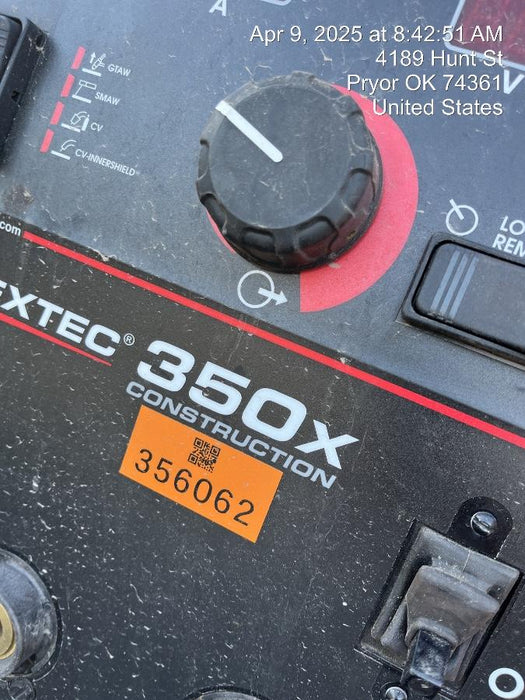 Apr 9, 2025 at 8:42:51 AM
4189 Hunt St
Pryor OK 74361
United States
A
V
GTAW
SMAW
CV
CV-INNERSHIELD
.com
EXTEC® 350X
CONSTRUCTION
356062